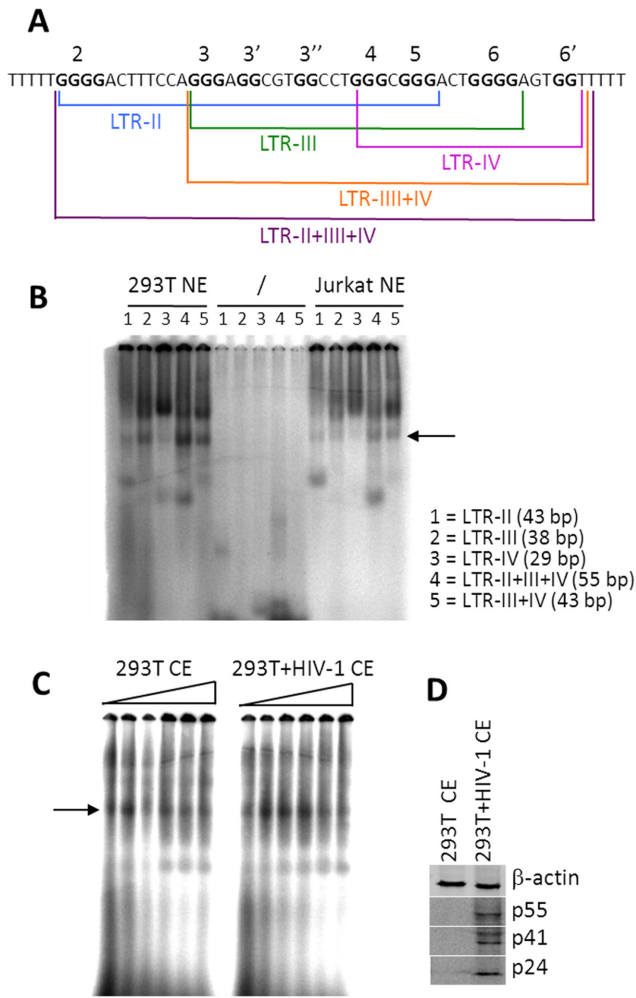 A
2 3 3’ 3’’ 4 5 6 6’
TTTTTGGGGACTTTCCAGGGAGGCGTGGCCTGGGCGGGACTGGGGAGTGGTTTTT
LTR-II
LTR-III
LTR-IV
LTR-IIII+IV
LTR-II+IIII+IV
B
293T NE / Jurkat NE
1 2 3 4 5 1 2 3 4 5 1 2 3 4 5
1 = LTR-II (43 bp)
2 = LTR-III (38 bp)
3 = LTR-IV (29 bp)
4 = LTR-II+III+IV (55 bp)
5 = LTR-III+IV (43 bp)
C
293T CE 293T+HIV-1 CE
D
293T CE
293T+HIV-1 CE
β-actin
p55
p41
p24